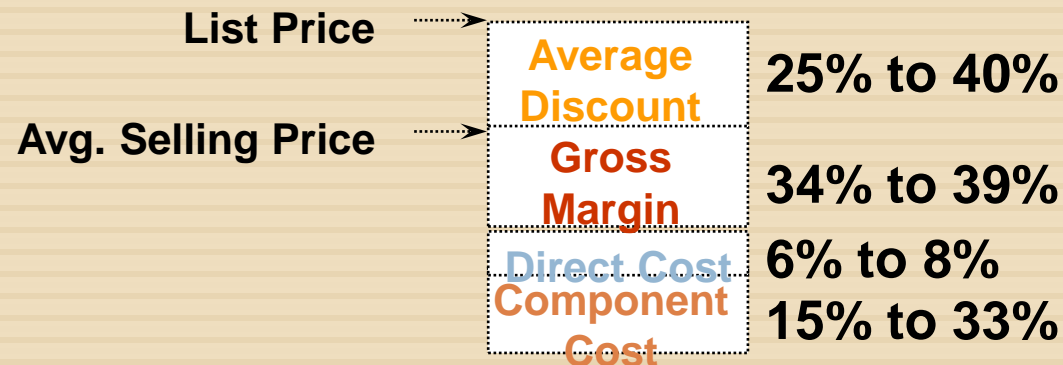 List Price
Average
Discount
25% to 40%
Avg. Selling Price
Gross
Margin
34% to 39%
Direct Cost
6% to 8%
Component
Cost
15% to 33%